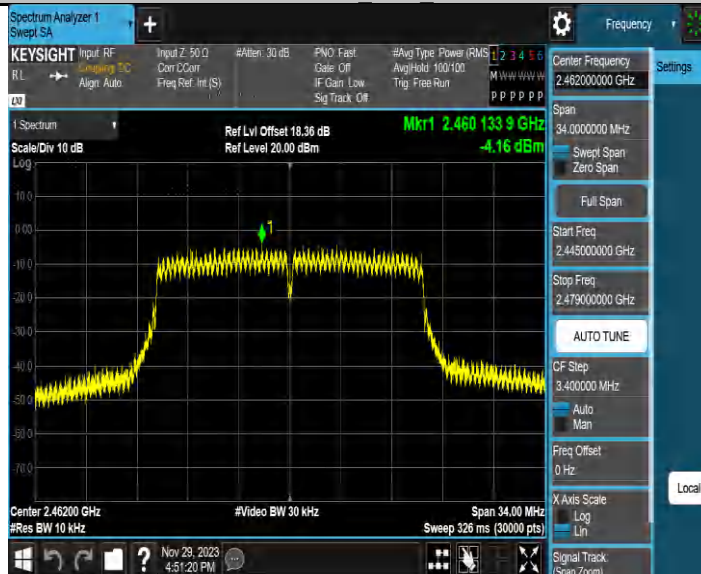 Spectrum Analyzer 1
Swept SA
+
Frequency
KEYSIGHT
RL
LXI
Input: RF
Coupling: DC
Align: Auto
Input Z: 50 Ω
Corr CCorr
Freq Ref: Int (S)
#Atten: 30 dB
PNO: Fast
Gate: Off
IF Gain: Low
Sig Track: Off
#Avg Type: Power (RMS
Avg|Hold: 100/100
Trig: Free Run
1 2 3 4 5 6
M W W W W W
P P P P P P
Center Frequency
2.462000000 GHz
Settings
1 Spectrum
Scale/Div 10 dB
Ref Lvl Offset 18.36 dB
Ref Level 20.00 dBm
Mkr1 2.460 133 9 GHz
-4.16 dBm
Span
34.0000000 MHz
Swept Span
Zero Span
Full Span
Start Freq
2.445000000 GHz
Stop Freq
2.479000000 GHz
AUTO TUNE
CF Step
3.400000 MHz
Auto
Man
Freq Offset
0 Hz
X Axis Scale
Log
Lin
Local
Signal Track
(Span Zoom)
Log
10.0
0.00
-10.0
-20.0
-30.0
-40.0
-50.0
-60.0
-70.0
1
Center 2.46200 GHz
#Res BW 10 kHz
#Video BW 30 kHz
Span 34.00 MHz
Sweep 326 ms (30000 pts)
?
Nov 29, 2023
4:51:20 PM